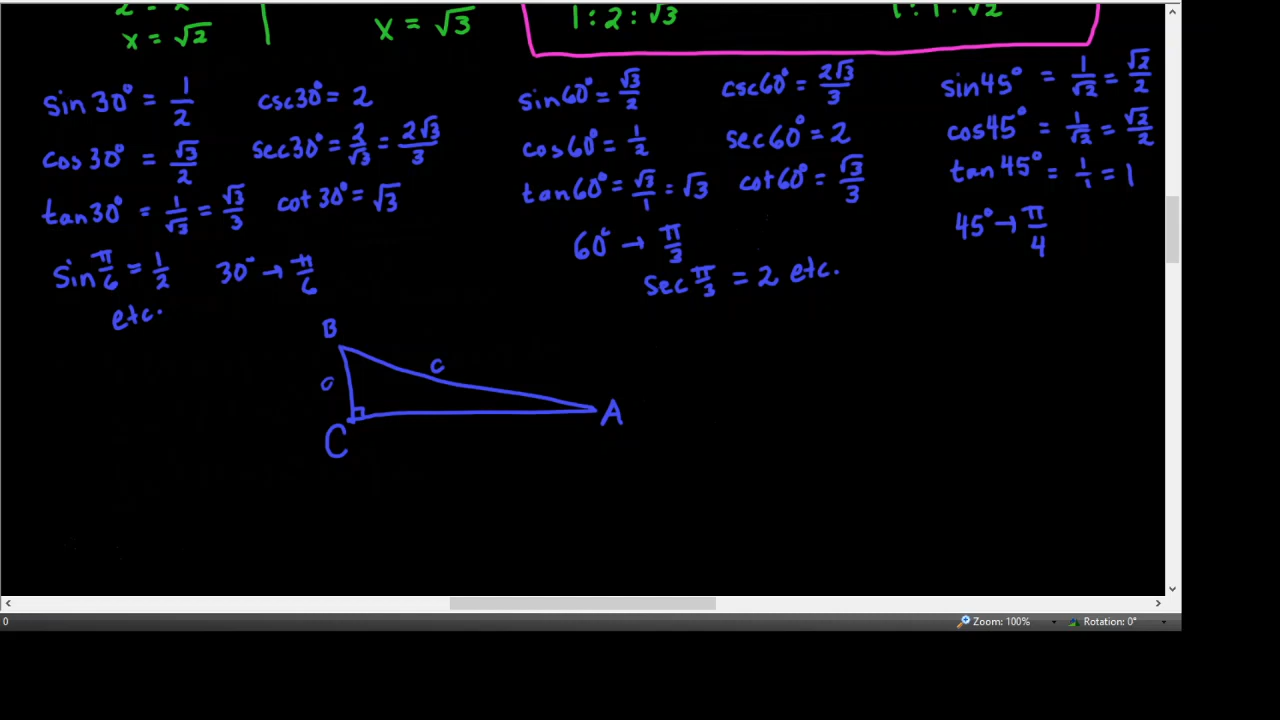 x = √2
x = √3
1 : 2 : √3
1 : 1 : √2
sin 30° = 1/2
csc 30° = 2
cos 30° = √3/2
sec 30° = 2/√3 = 2√3/3
tan 30° = 1/√3 = √3/3
cot 30° = √3
sin π/6 = 1/2
30° → π/6
etc.
sin 60° = √3/2
csc 60° = 2√3/3
cos 60° = 1/2
sec 60° = 2
tan 60° = √3/1 = √3
cot 60° = √3/3
60° → π/3
sec π/3 = 2 etc.
sin 45° = 1/√2 = √2/2
cos 45° = 1/√2 = √2/2
tan 45° = 1/1 = 1
45° → π/4
B
c
C
A
0
Zoom: 100%
Rotation: 0°